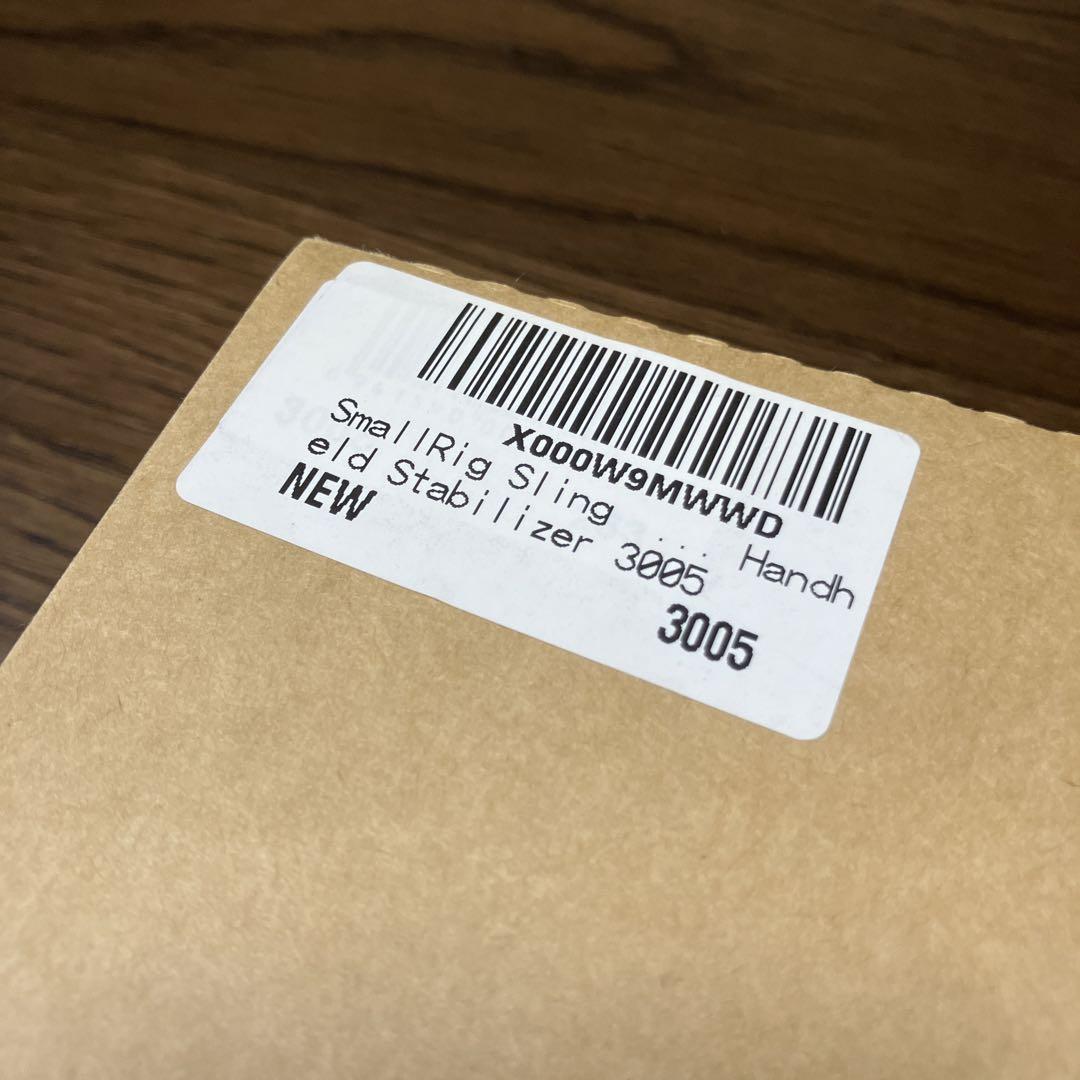 X000W9MWWD
SmallRig Sling ... Handh
eld Stabilizer 3005
NEW
3005